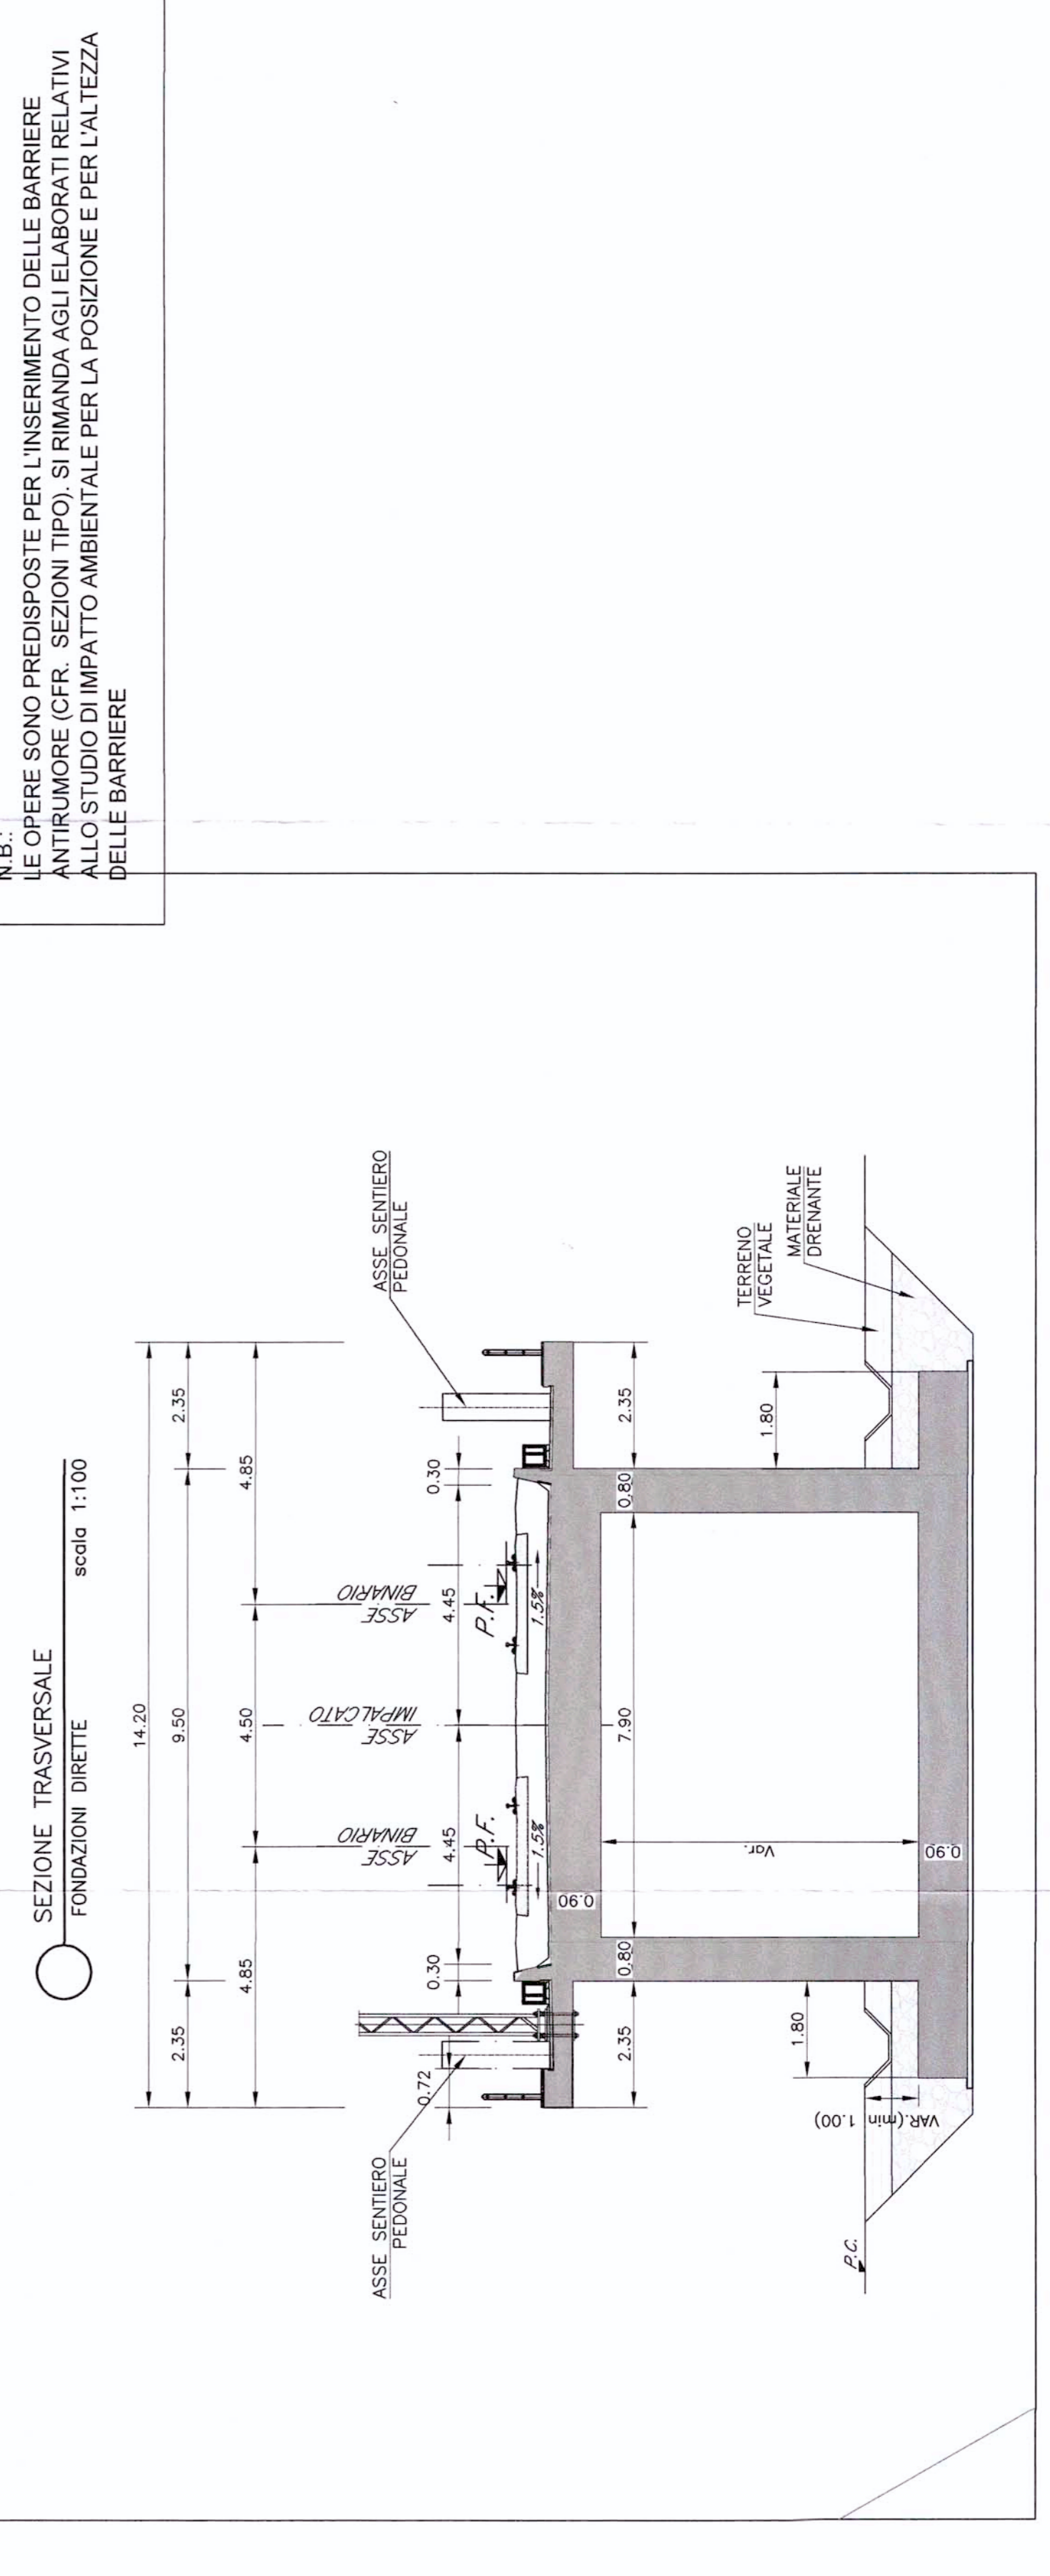 N.B.:
LE OPERE SONO PREDISPOSTE PER L'INSERIMENTO DELLE BARRIERE
ANTIRUMORE (CFR. SEZIONI TIPO). SI RIMANDA AGLI ELABORATI RELATIVI
ALLO STUDIO DI IMPATTO AMBIENTALE PER LA POSIZIONE E PER L'ALTEZZA
DELLE BARRIERE
SEZIONE TRASVERSALE
FONDAZIONI DIRETTE
scala 1:100
14.20
2.35
9.50
2.35
4.85
4.50
4.85
ASSE
BINARIO
ASSE
IMPALCATO
ASSE
BINARIO
ASSE SENTIERO
PEDONALE
ASSE SENTIERO
PEDONALE
0.72
0.30
4.45
4.45
0.30
P.F.
P.F.
1.5%
1.5%
0.90
2.35
0.80
7.90
0.80
2.35
Var.
1.80
1.80
TERRENO
VEGETALE
MATERIALE
DRENANTE
VAR.(min 1.00)
0.90
P.C.